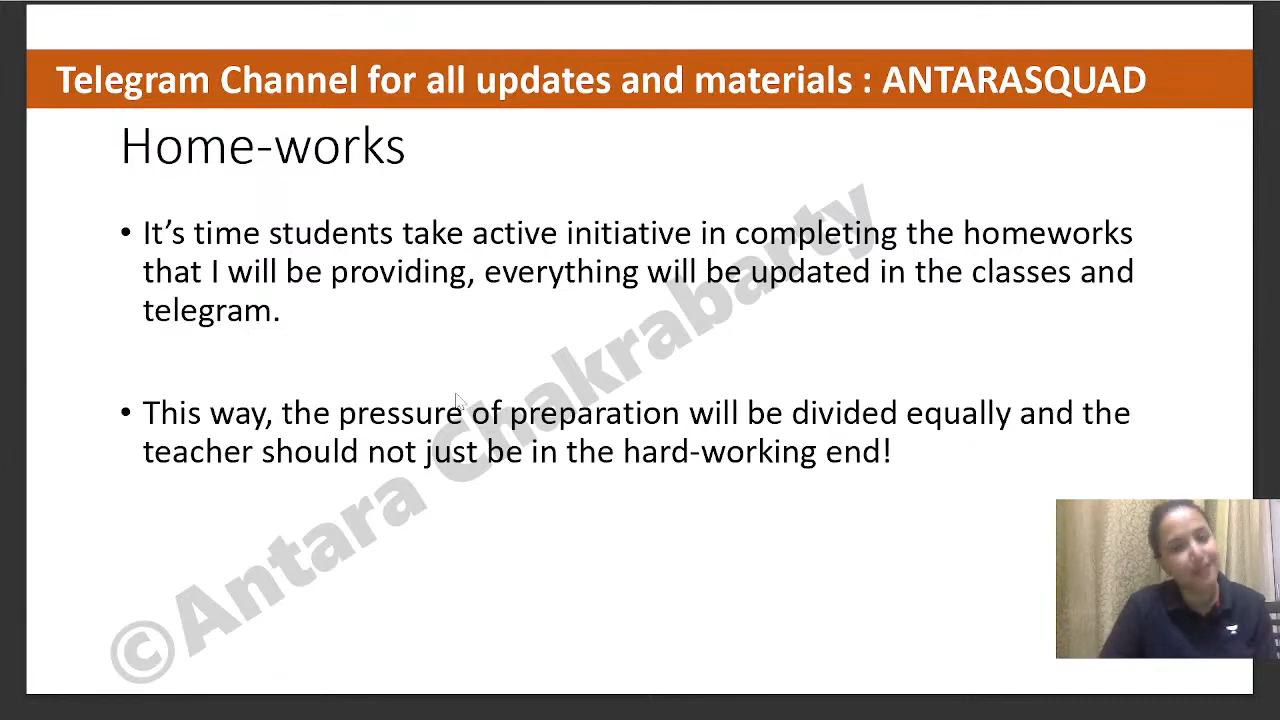 Telegram Channel for all updates and materials : ANTARASQUAD
Home-works
• It’s time students take active initiative in completing the homeworks
that I will be providing, everything will be updated in the classes and
telegram.
• This way, the pressure of preparation will be divided equally and the
teacher should not just be in the hard-working end!
©Antara Chakrabarty